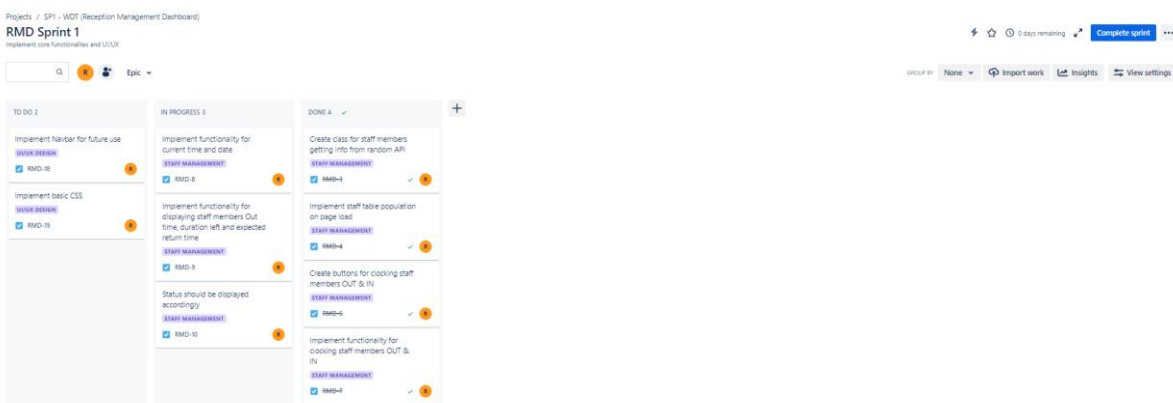 Projects / SP1 - WDT (Reception Management Dashboard)
RMD Sprint 1
Implement core functionalites and UI/UX
0 days remaining
Complete sprint
R
Epic
GROUP BY None
Import work
Insights
View settings
TO DO 2
Implement Navbar for future use
UI/UX DESIGN
RMD-18
R
Implement basic CSS
UI/UX DESIGN
RMD-19
R
IN PROGRESS 3
Implement functionality for
current time and date
STAFF MANAGEMENT
RMD-8
R
Implement functionality for
displaying staff members Out
time, duration left and expected
return time
STAFF MANAGEMENT
RMD-9
R
Status should be displayed
accordingly
STAFF MANAGEMENT
RMD-10
R
DONE 4
Create class for staff members
getting info from random API
STAFF MANAGEMENT
RMD-3
R
Implement staff table population
on page load
STAFF MANAGEMENT
RMD-4
R
Create buttons for clocking staff
members OUT & IN
STAFF MANAGEMENT
RMD-6
R
Implement functionality for
clocking staff members OUT &
IN
STAFF MANAGEMENT
RMD-7
R